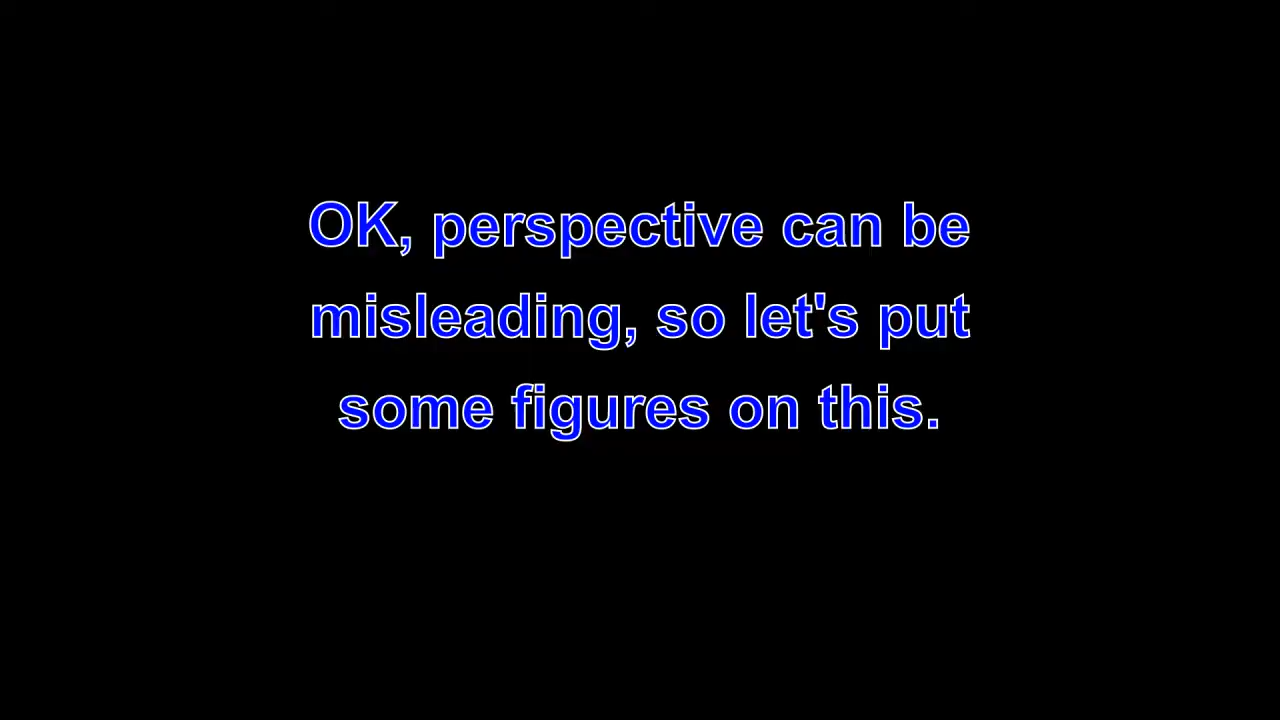 OK, perspective can be
misleading, so let's put
some figures on this.